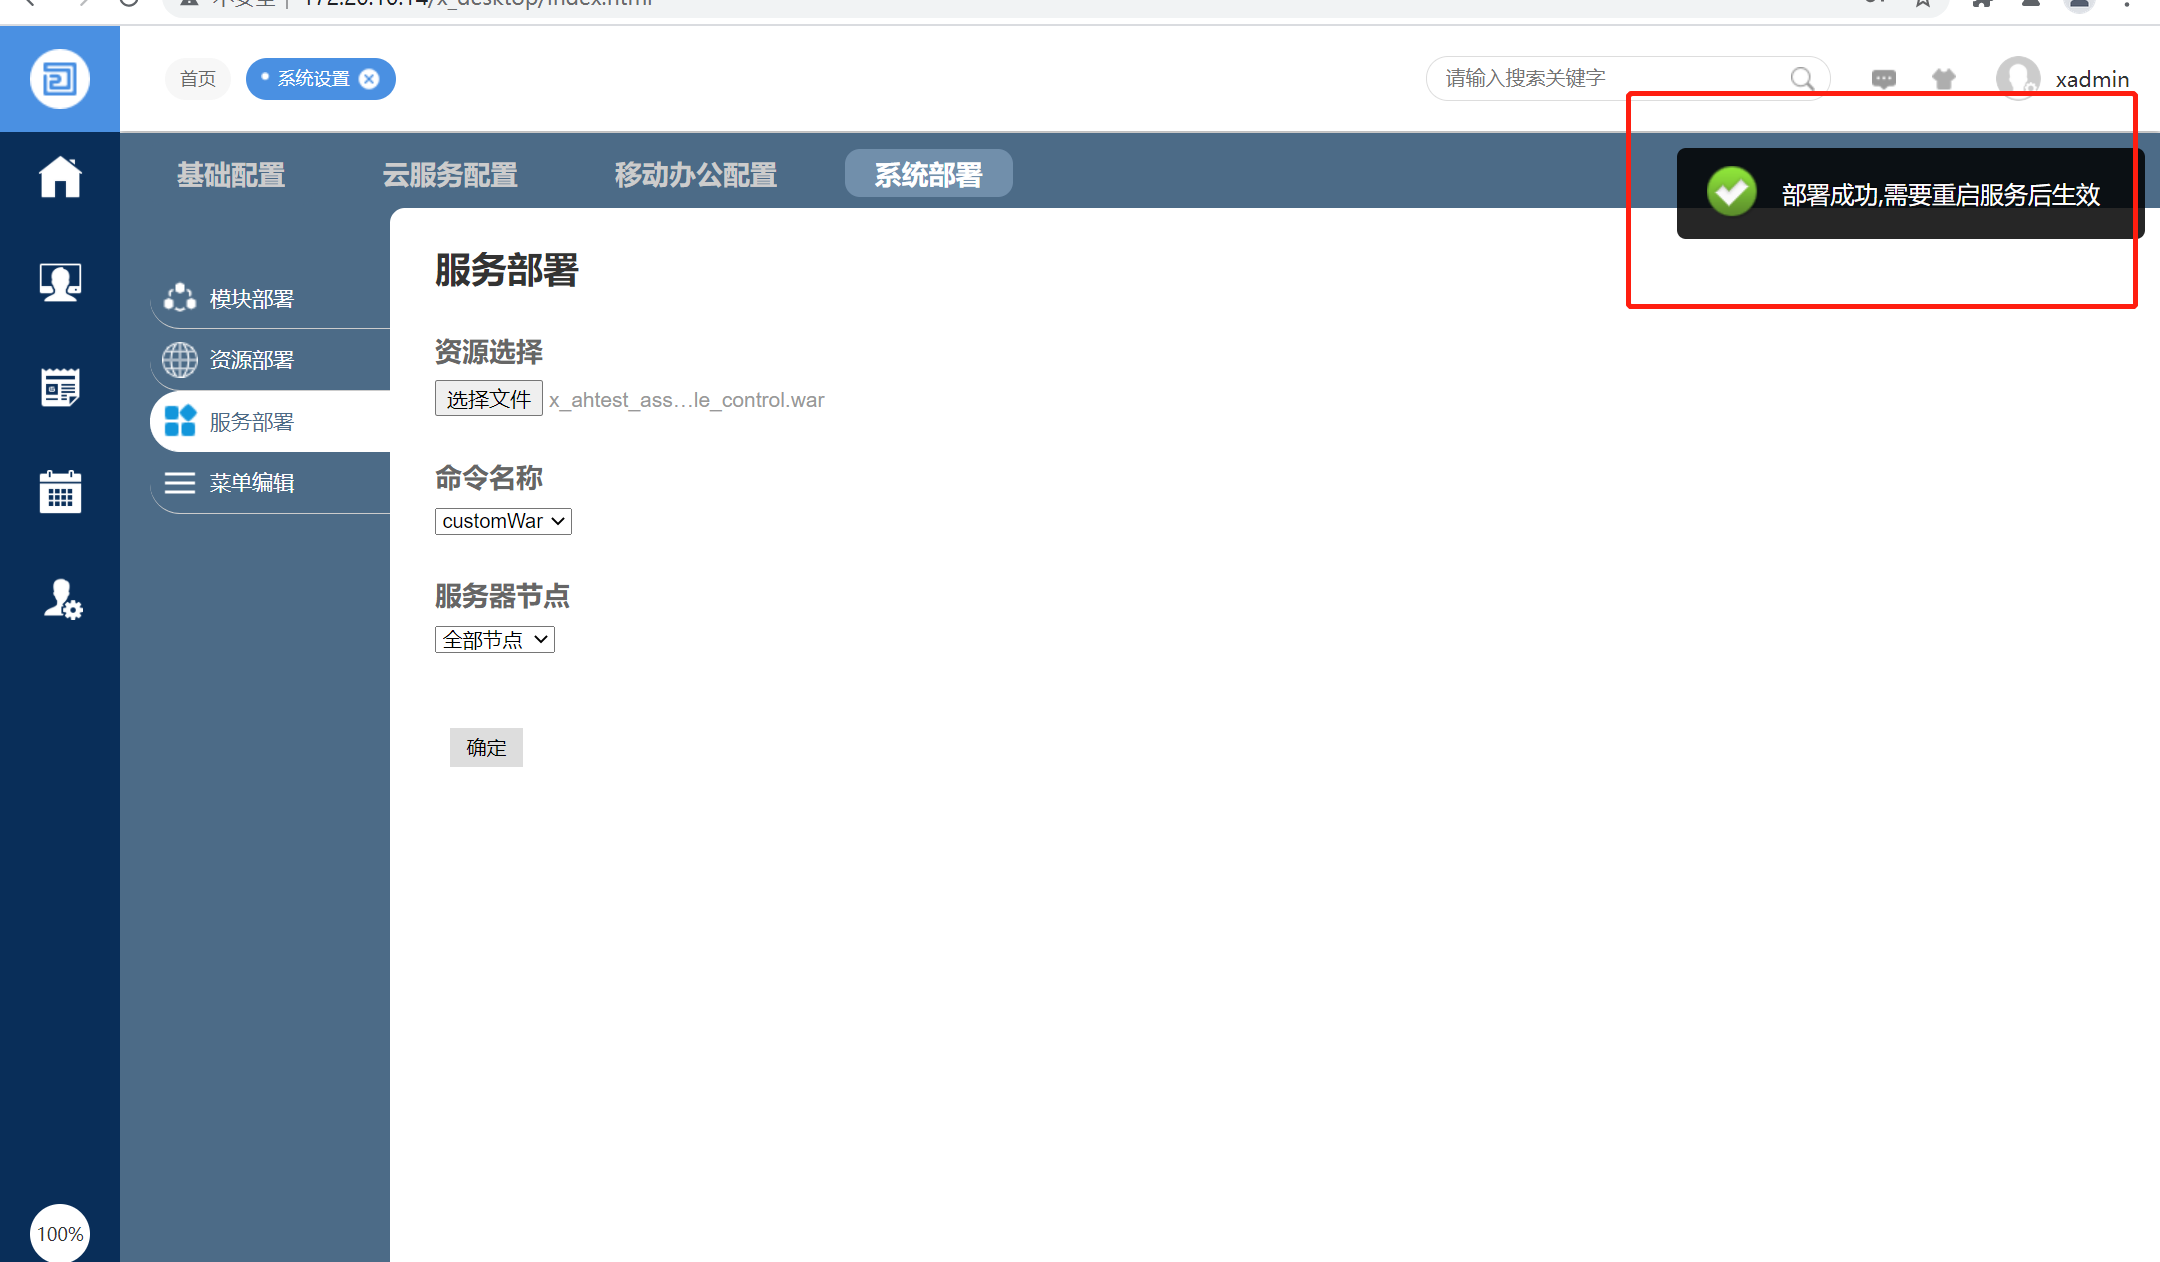 首页
系统设置
请输入搜索关键字
xadmin
基础配置
云服务配置
移动办公配置
系统部署
部署成功,需要重启服务后生效
模块部署
资源部署
服务部署
菜单编辑
服务部署
资源选择
选择文件 x_ahtest_ass…le_control.war
命令名称
customWar
服务器节点
全部节点
确定
100%